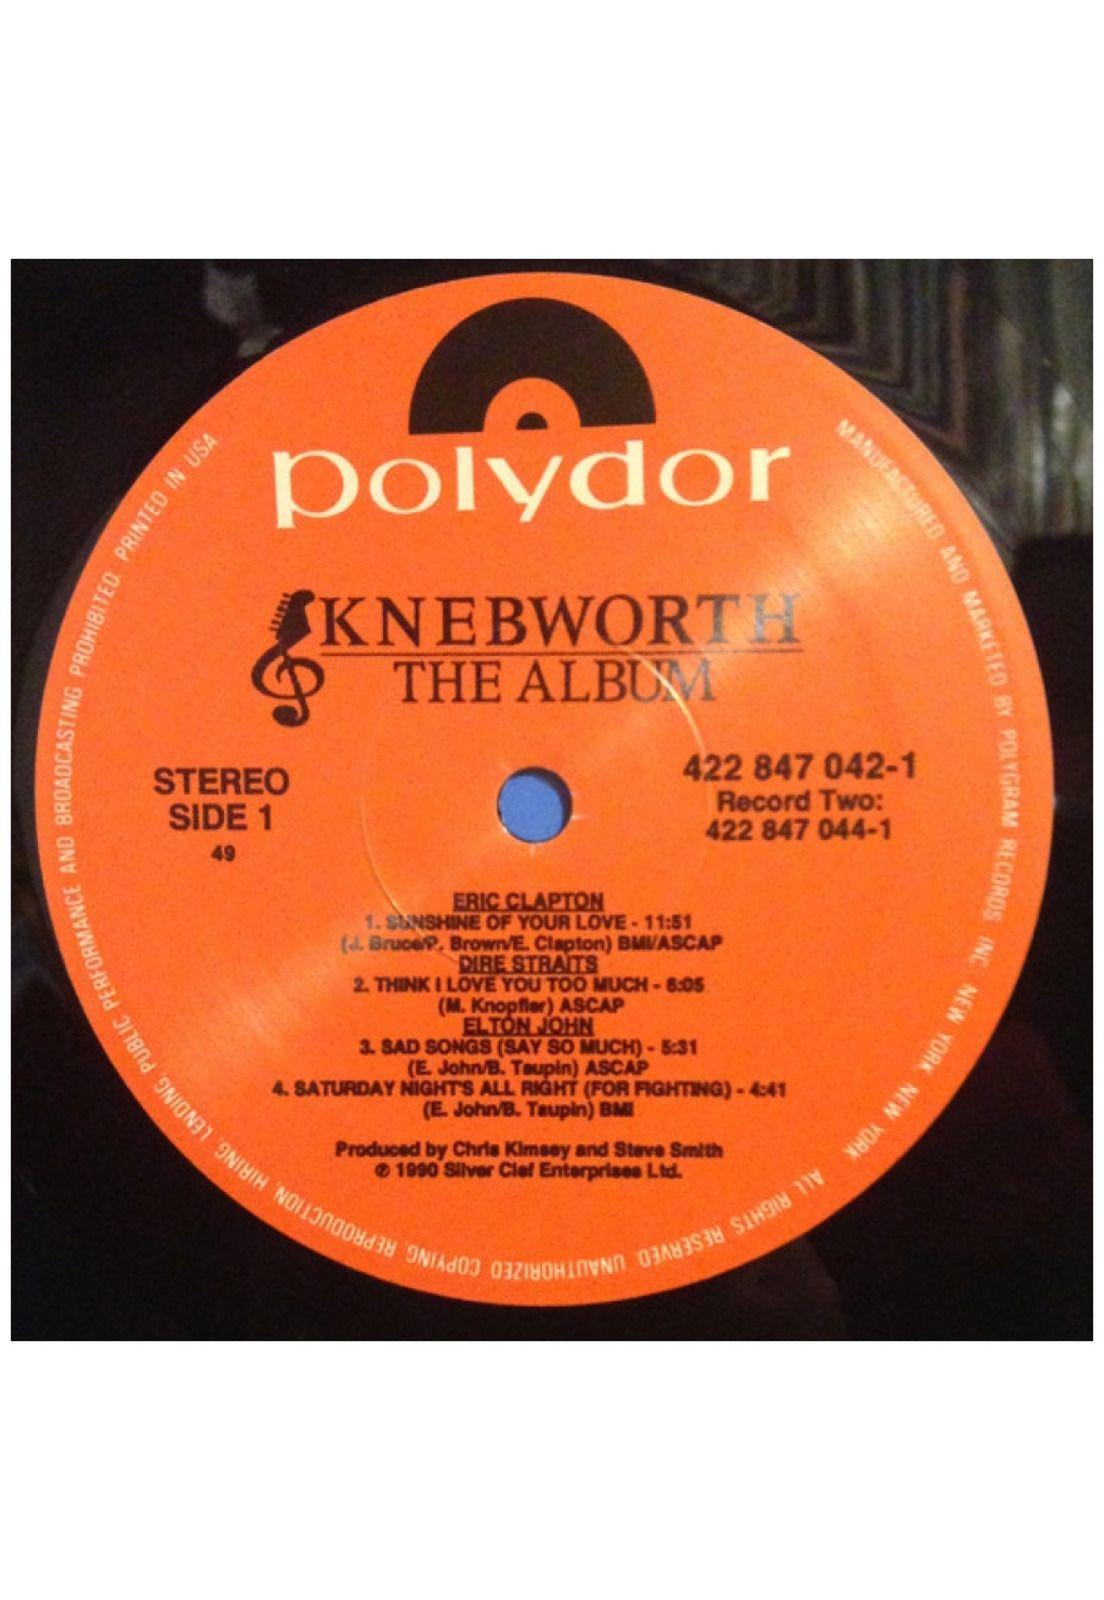 polydor
KNEBWORTH
THE ALBUM
STEREO
SIDE 1
49
422 847 042-1
Record Two:
422 847 044-1
ERIC CLAPTON
1. SUNSHINE OF YOUR LOVE - 11:51
(J. Bruce/P. Brown/E. Clapton) BMI/ASCAP
DIRE STRAITS
2. THINK I LOVE YOU TOO MUCH - 6:05
(M. Knopfler) ASCAP
ELTON JOHN
3. SAD SONGS (SAY SO MUCH) - 5:31
(E. John/B. Taupin) ASCAP
4. SATURDAY NIGHT'S ALL RIGHT (FOR FIGHTING) - 4:41
(E. John/B. Taupin) BMI
Produced by Chris Kimsey and Steve Smith
℗ 1990 Silver Clef Enterprises Ltd.
MANUFACTURED AND MARKETED BY POLYGRAM RECORDS, INC. NEW YORK, NEW YORK ALL RIGHTS RESERVED. UNAUTHORIZED COPYING, REPRODUCTION, HIRING, LENDING, PUBLIC PERFORMANCE AND BROADCASTING PROHIBITED. PRINTED IN USA